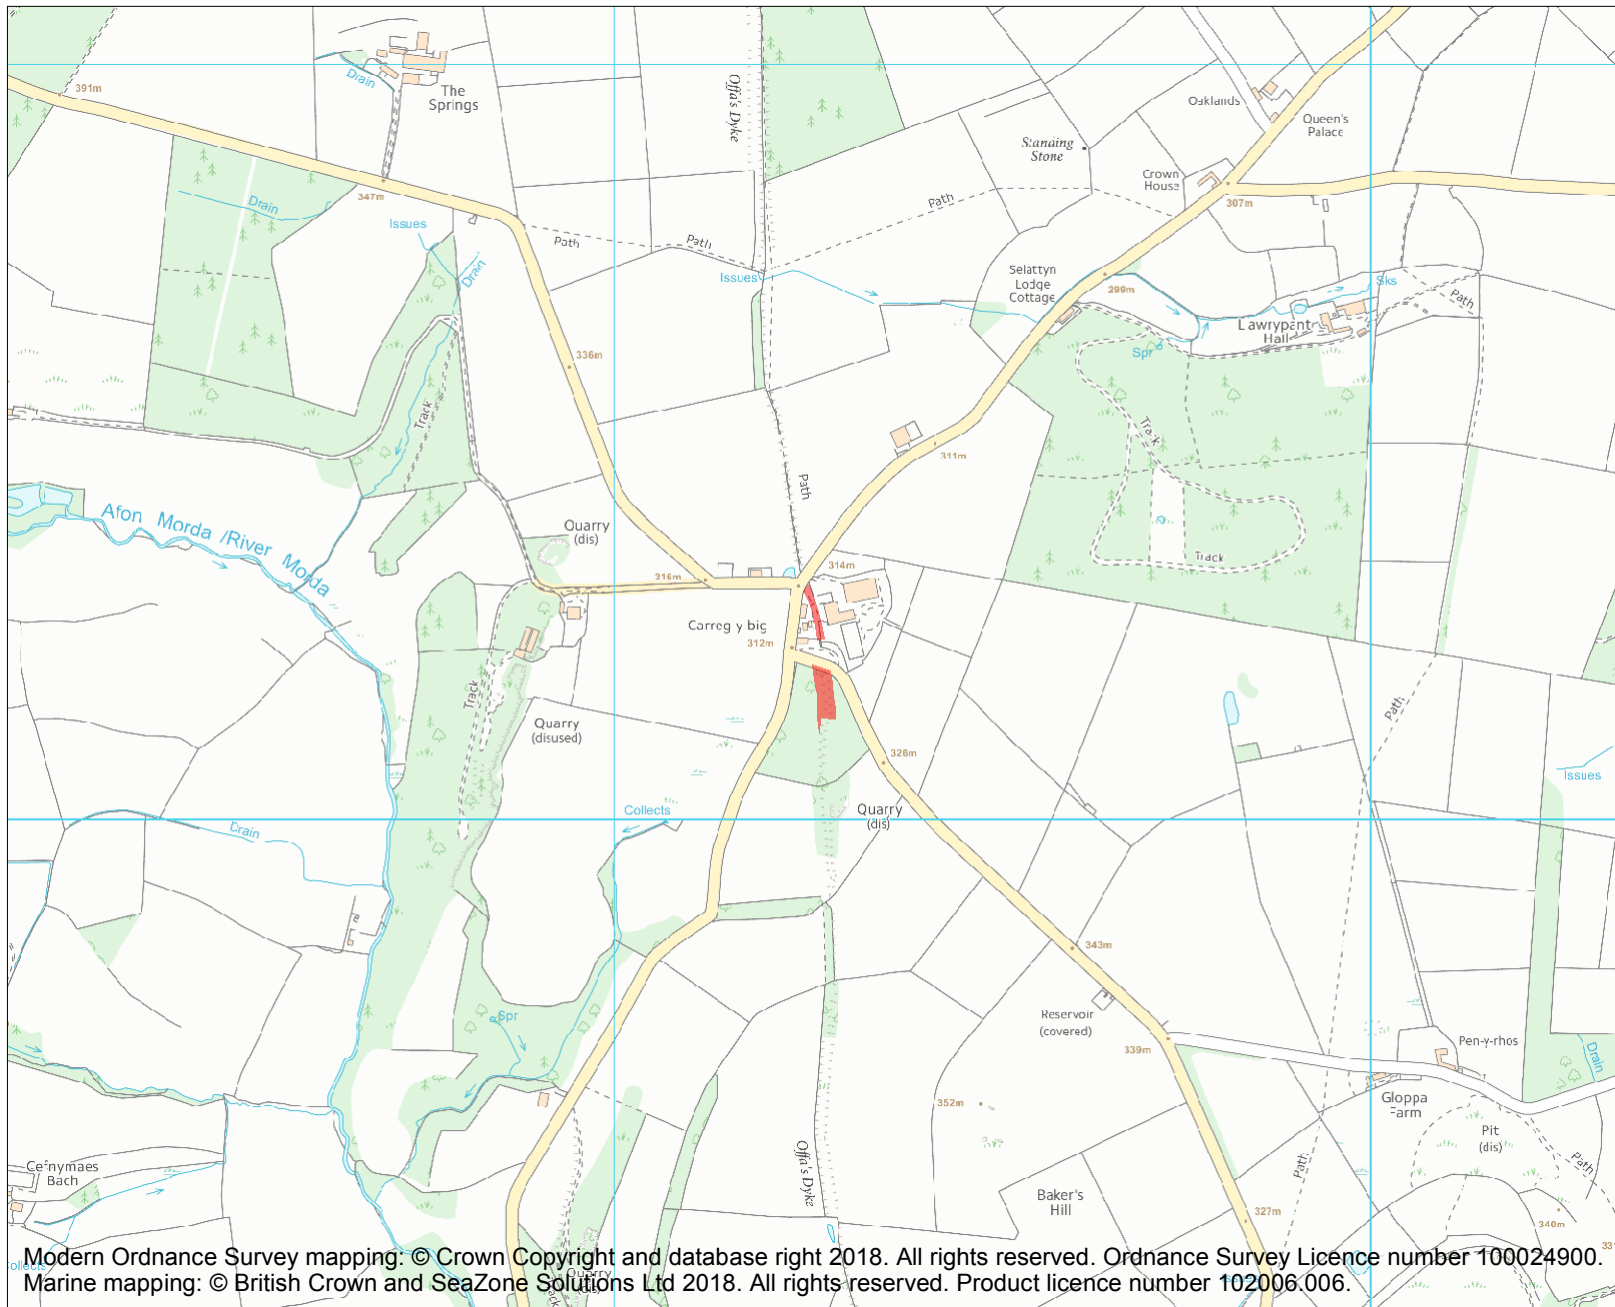 391m
Drain
The
Springs
Offa's Dyke
Oaklands
Queen's
Palace
Standing
Stone
Crown
House
347m
Drain
Issues
Path
307m
Path
Path
Drain
Issues
Selattyn
Lodge
Cottage
299m
Sks
Path
Llawrypant
Hall
Spr
336m
Track
Track
311m
Path
Afon Morda /River Morda
Quarry
(dis)
Track
316m
314m
Carreg y big
312m
Track
Path
Quarry
(disused)
326m
Issues
Collects
Quarry
(dis)
Drain
343m
Spr
Reservoir
(covered)
339m
Pen-y-rhos
Drain
352m
Gloppa
Farm
Pit
(dis)
Offa's Dyke
Path
Path
Cefnymaes
Bach
Baker's
Hill
327m
340m
Collects
Modern Ordnance Survey mapping: © Crown Copyright and database right 2018. All rights reserved. Ordnance Survey Licence number 100024900.
Quarry
(dis)
Track
Marine mapping: © British Crown and SeaZone Solutions Ltd 2018. All rights reserved. Product licence number 102006.006.